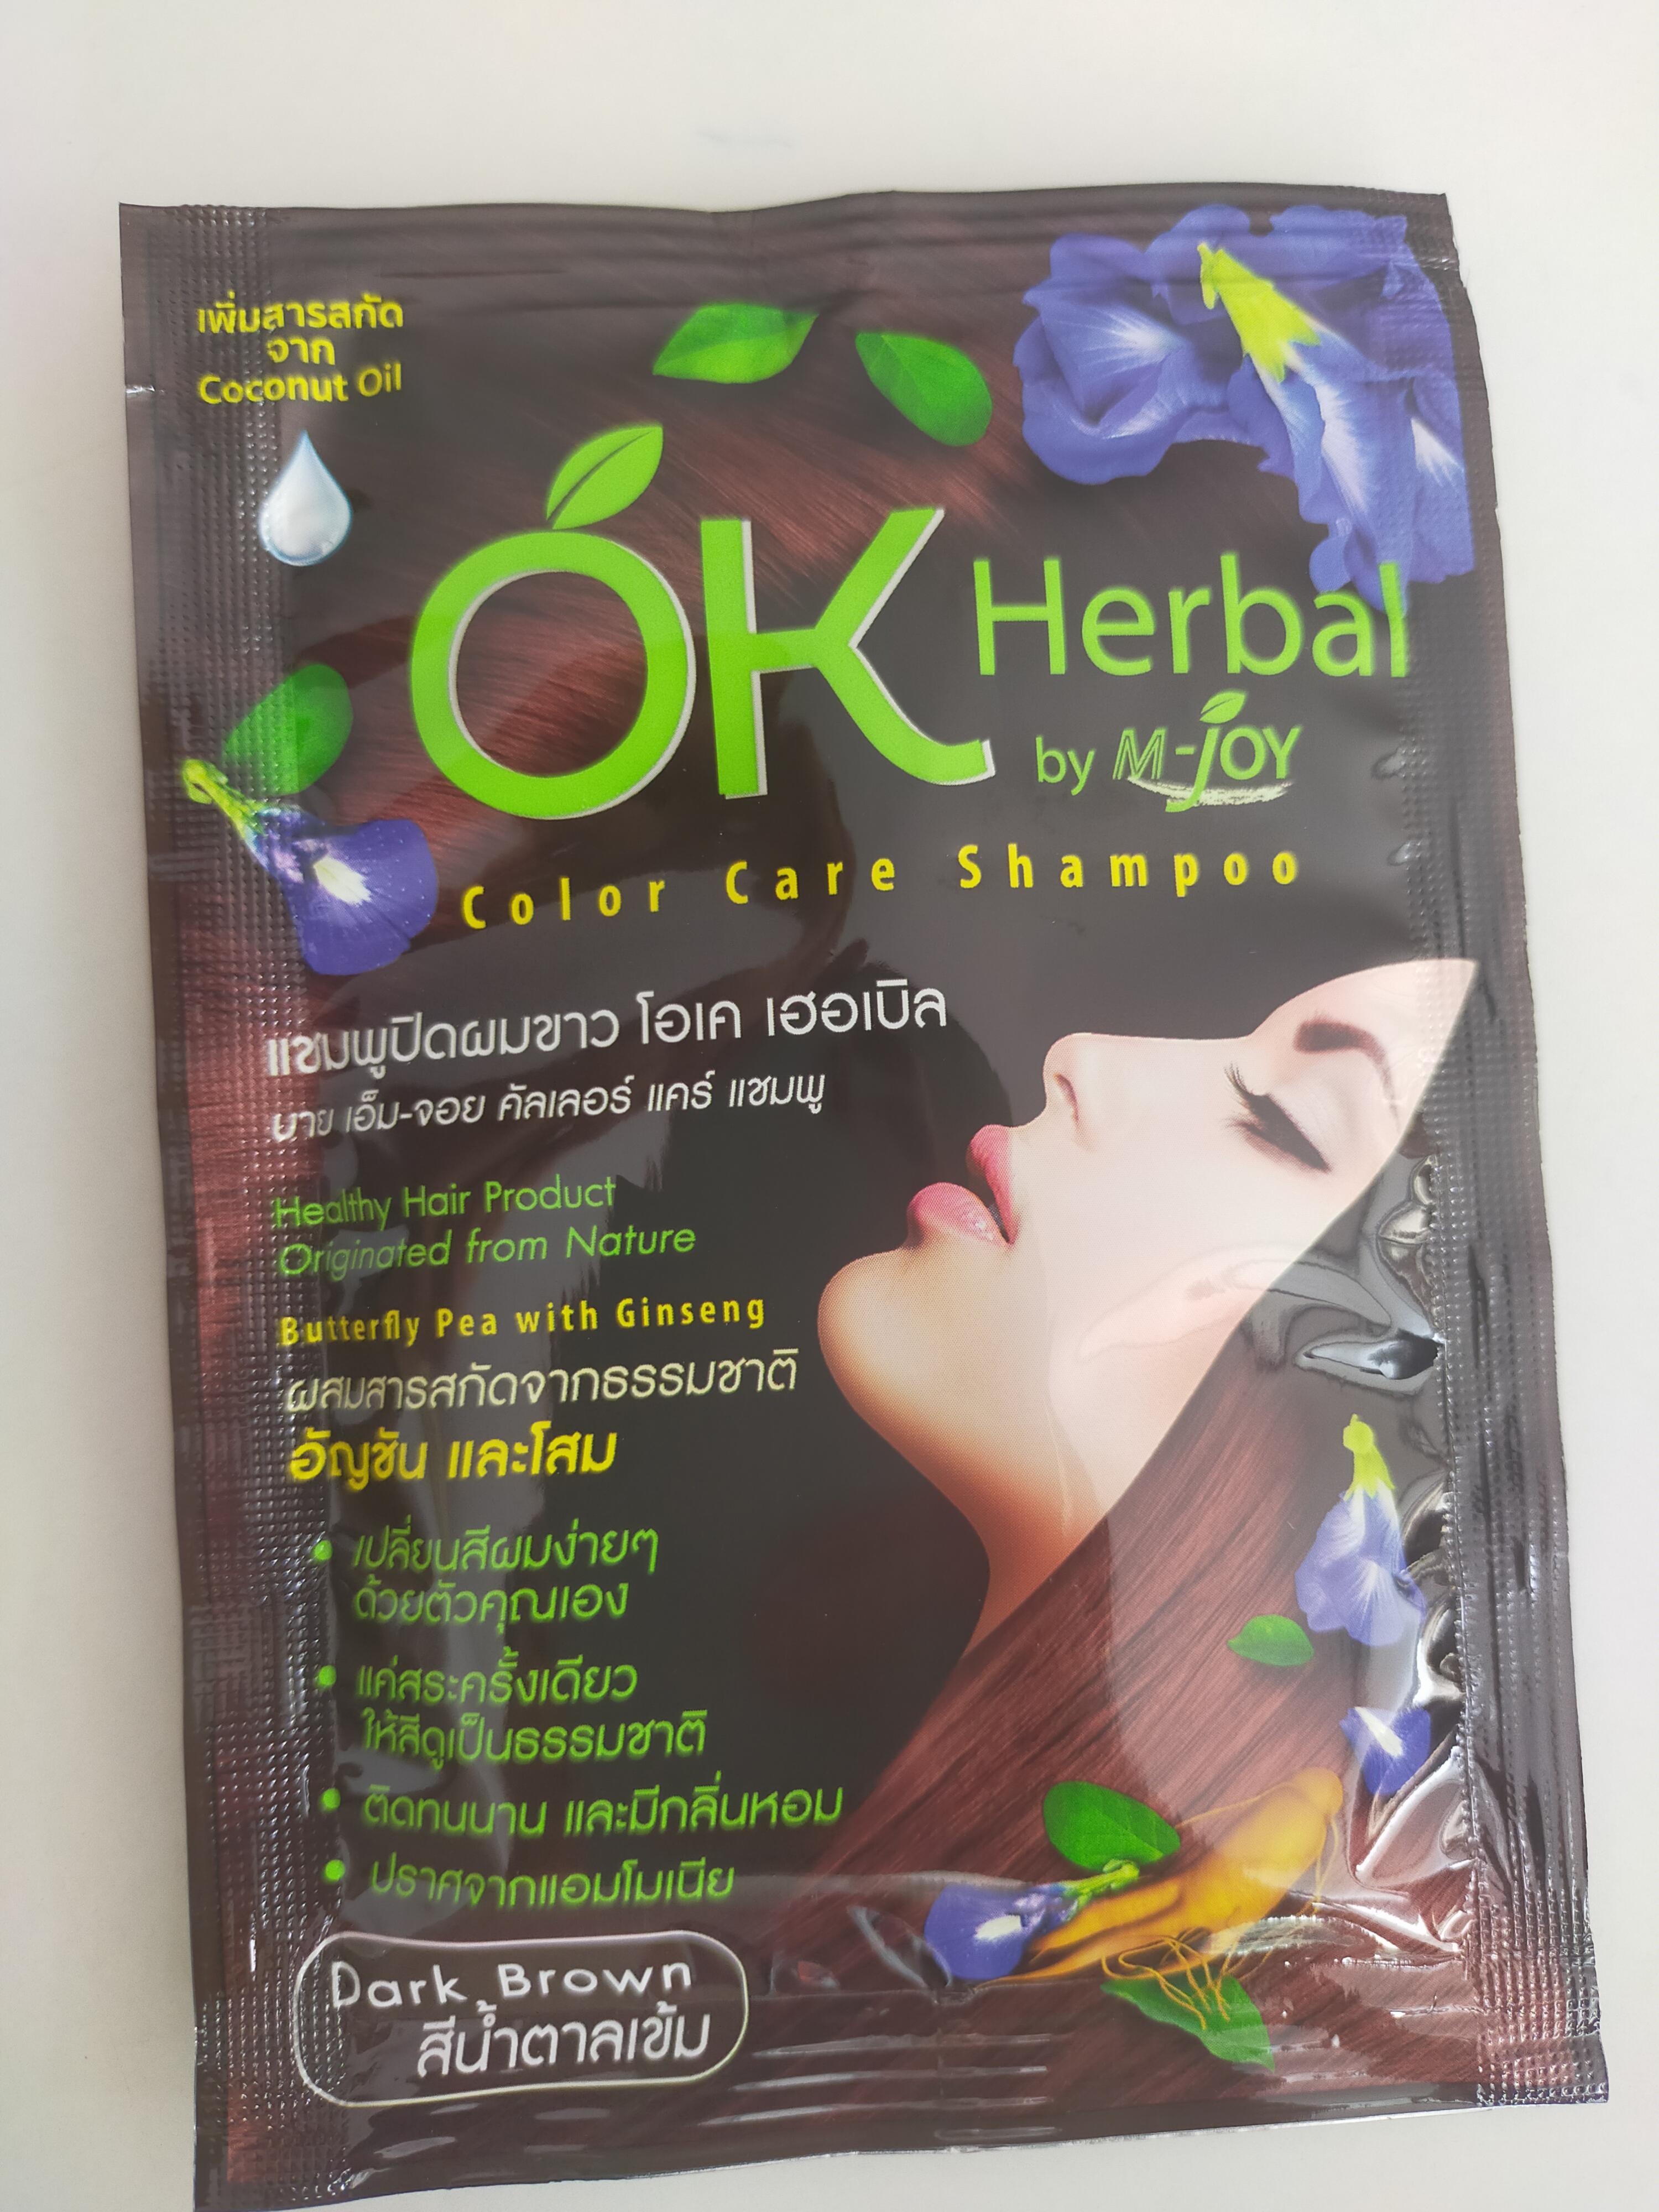 เพิ่มสารสกัด
จาก
Coconut Oil
OK Herbal
by M-JOY
Color Care Shampoo
แชมพูปิดผมขาว โอเค เฮอเบิล
บาย เอ็ม-จอย คัลเลอร์ แคร์ แชมพู
Healthy Hair Product
Originated from Nature
Butterfly Pea with Ginseng
ผสมสารสกัดจากธรรมชาติ
อัญชัน และโสม
• เปลี่ยนสีผมง่ายๆ
ด้วยตัวคุณเอง
• แค่สระครั้งเดียว
ให้สีดูเป็นธรรมชาติ
• ติดทนนาน และมีกลิ่นหอม
• ปราศจากแอมโมเนีย
Dark Brown
สีน้ำตาลเข้ม